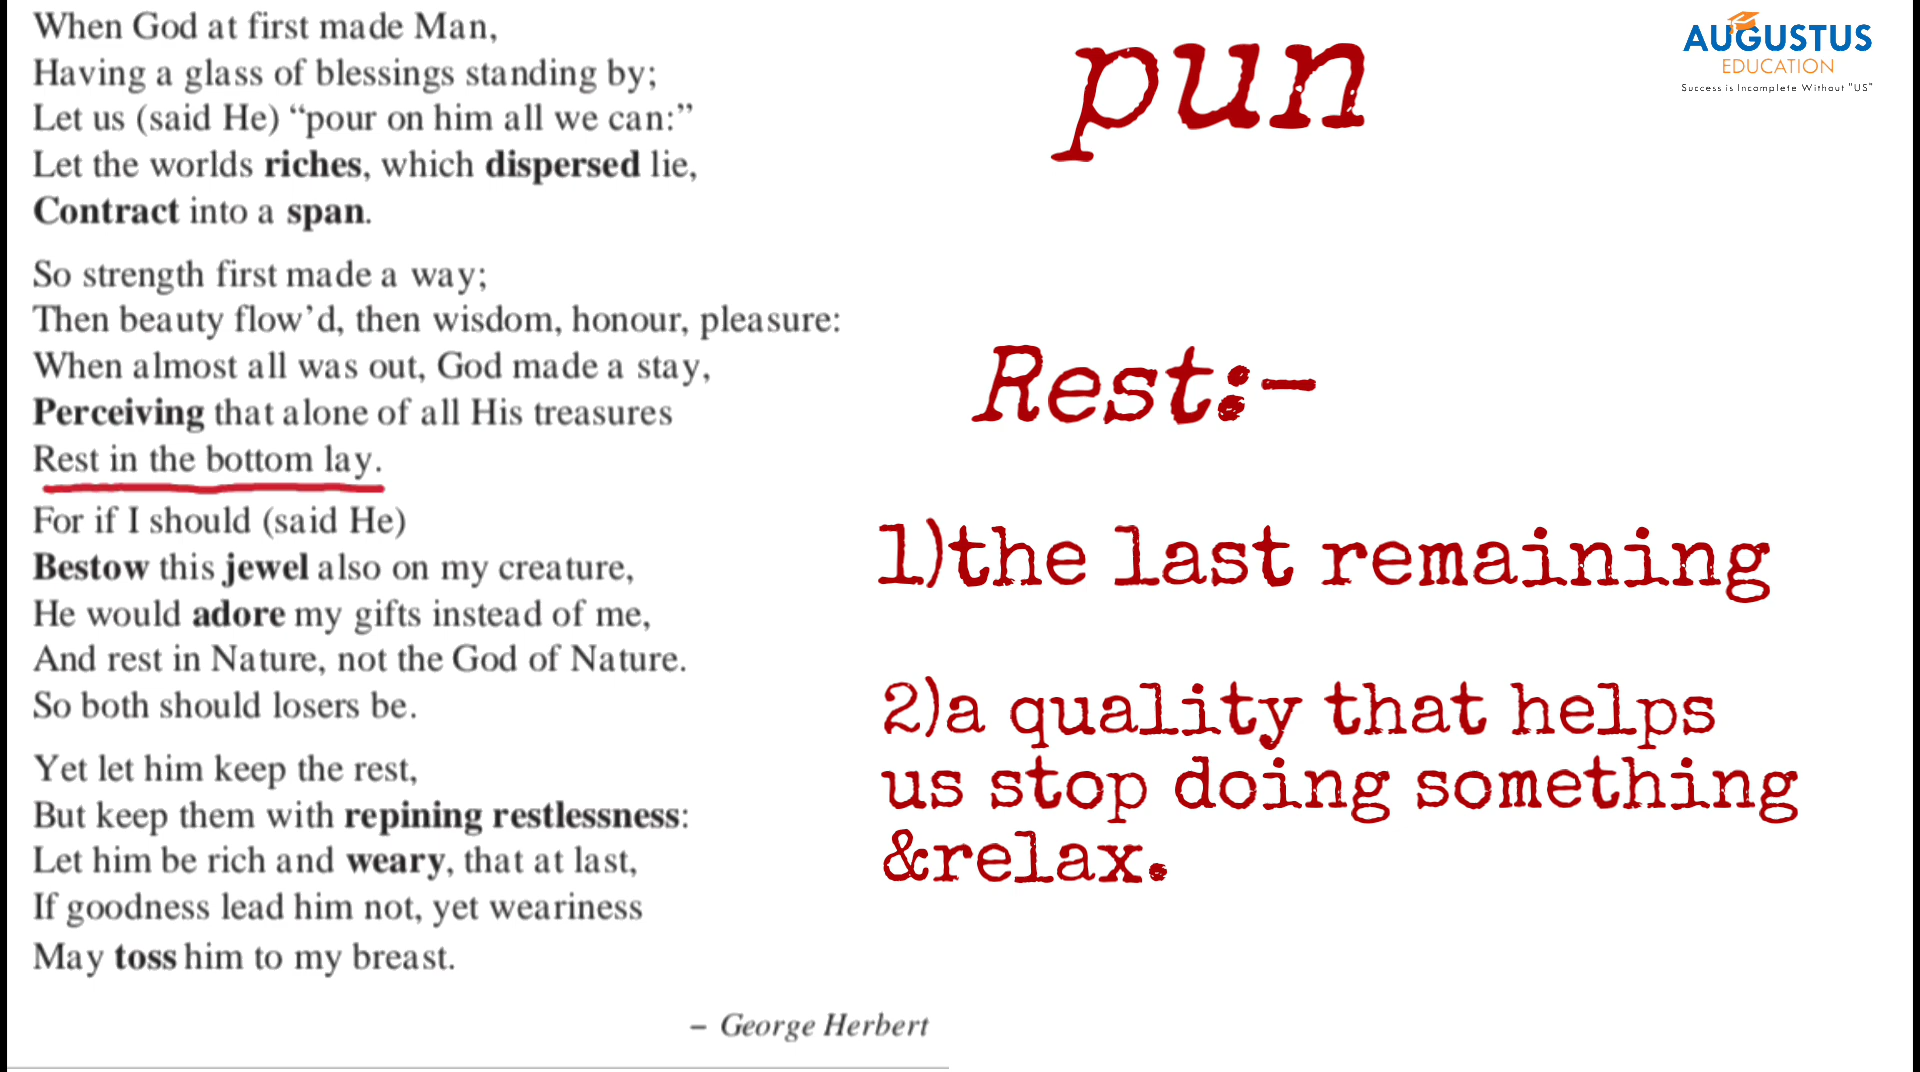 When God at first made Man,
Having a glass of blessings standing by;
Let us (said He) “pour on him all we can:”
Let the worlds riches, which dispersed lie,
Contract into a span.
So strength first made a way;
Then beauty flow’d, then wisdom, honour, pleasure:
When almost all was out, God made a stay,
Perceiving that alone of all His treasures
Rest in the bottom lay.
For if I should (said He)
Bestow this jewel also on my creature,
He would adore my gifts instead of me,
And rest in Nature, not the God of Nature.
So both should losers be.
Yet let him keep the rest,
But keep them with repining restlessness:
Let him be rich and weary, that at last,
If goodness lead him not, yet weariness
May toss him to my breast.
– George Herbert
pun
Rest:-
1)the last remaining
2)a quality that helps
us stop doing something
&relax.
AUGUSTUS
EDUCATION
Success is Incomplete Without "US"